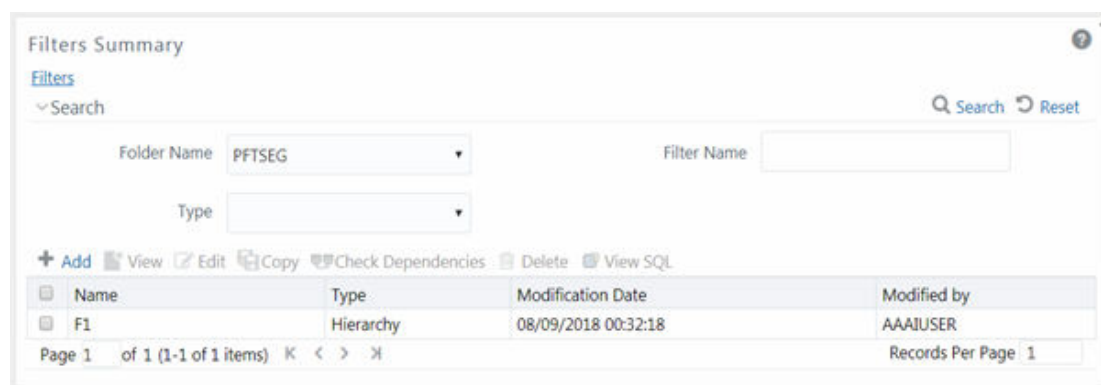 Filters Summary
Filters
Search Search Reset
Folder Name PFTSEG Filter Name
Type
Add View Edit Copy Check Dependencies Delete View SQL
Name Type Modification Date Modified by
F1 Hierarchy 08/09/2018 00:32:18 AAAIUSER
Page 1 of 1 (1-1 of 1 items) Records Per Page 1